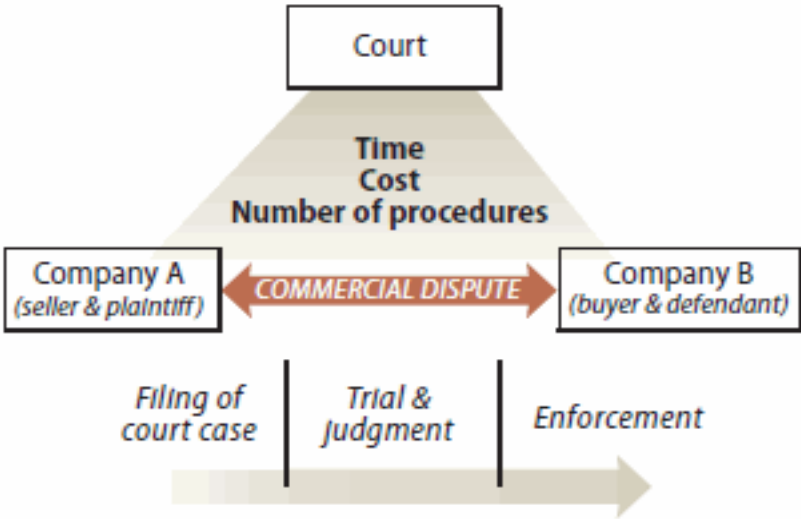 Court
Time
Cost
Number of procedures
Company A
(seller & plaintiff)
COMMERCIAL DISPUTE
Company B
(buyer & defendant)
Filing of
court case
Trial &
judgment
Enforcement